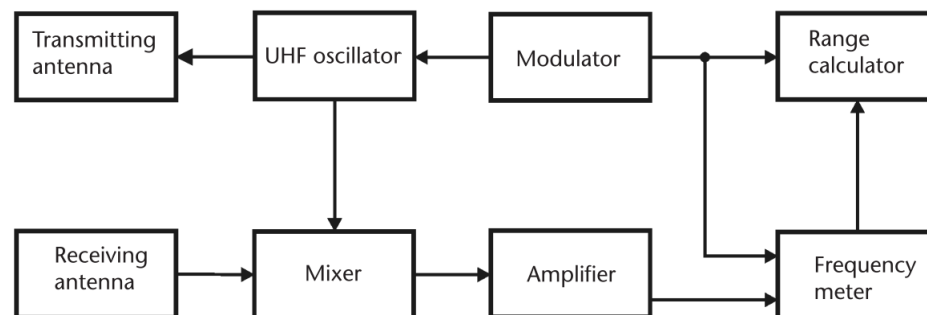 Transmitting
antenna
UHF oscillator
Modulator
Range
calculator
Receiving
antenna
Mixer
Amplifier
Frequency
meter